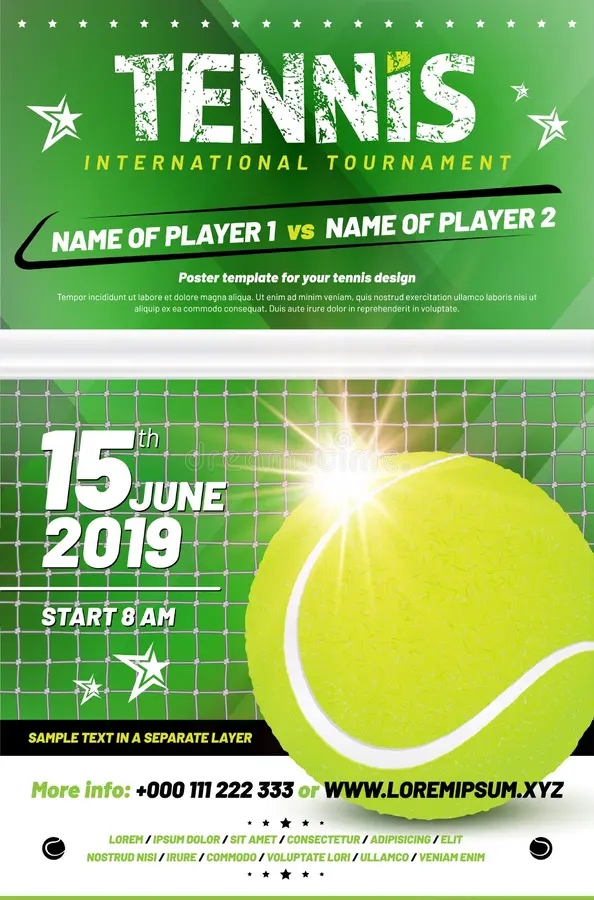 TENNiS
INTERNATIONAL TOURNAMENT
NAME OF PLAYER 1 vs NAME OF PLAYER 2
Poster template for your tennis design
Tempor incididunt ut labore et dolore magna aliqua. Ut enim ad minim veniam, quis nostrud exercitation ullamco laboris nisi ut
aliquip ex ea commodo consequat. Duis aute irure dolor in reprehenderit in voluptate.
15th
JUNE
2019
dreamstime
START 8 AM
SAMPLE TEXT IN A SEPARATE LAYER
More info: +000 111 222 333 or WWW.LOREMIPSUM.XYZ
LOREM / IPSUM DOLOR / SIT AMET / CONSECTETUR / ADIPISICING / ELIT
NOSTRUD NISI / IRURE / COMMODO / VOLUPTATE LORI / ULLAMCO / VENIAM ENIM